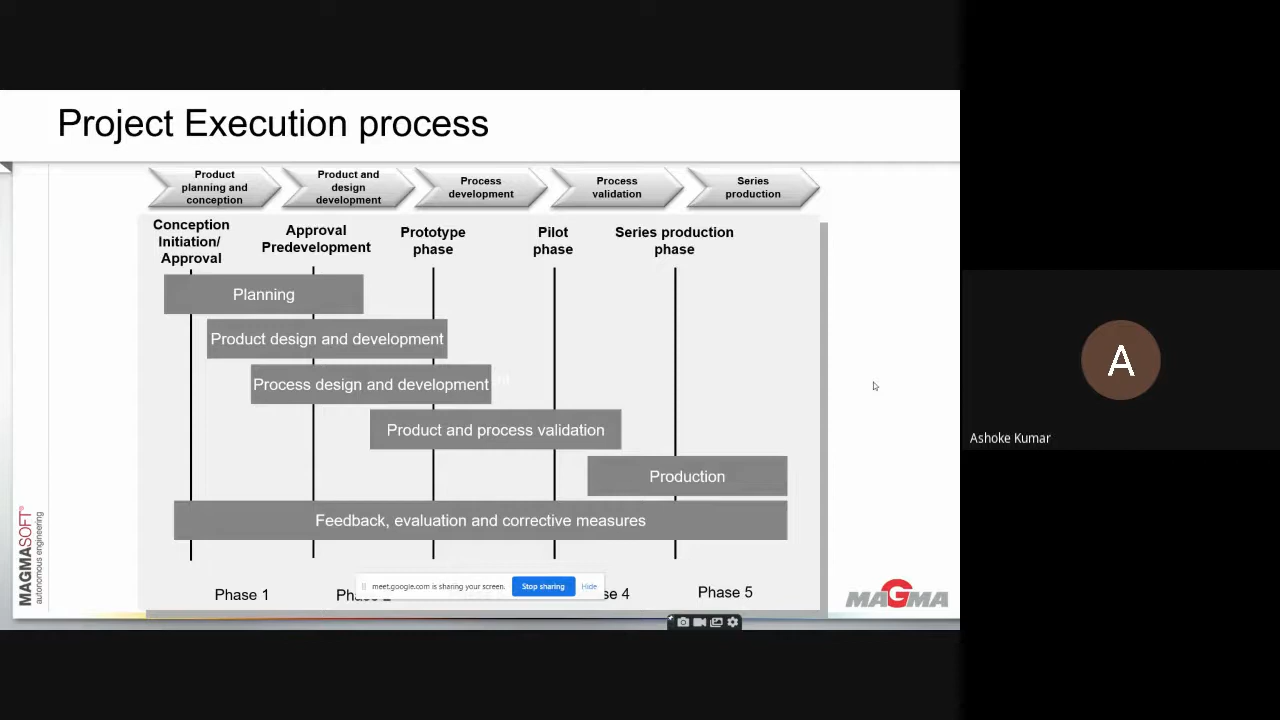 Project Execution process
Product
planning and
conception
Product and
design
development
Process
development
Process
validation
Series
production
Conception
Initiation/
Approval
Approval
Predevelopment
Prototype
phase
Pilot
phase
Series production
phase
Planning
Product design and development
Process design and development
Product and process validation
Production
Feedback, evaluation and corrective measures
Phase 1
Phase 5
meet.google.com is sharing your screen.
Stop sharing
Hide
MAGMASOFT®
autonomous engineering
MAGMA
A
Ashoke Kumar